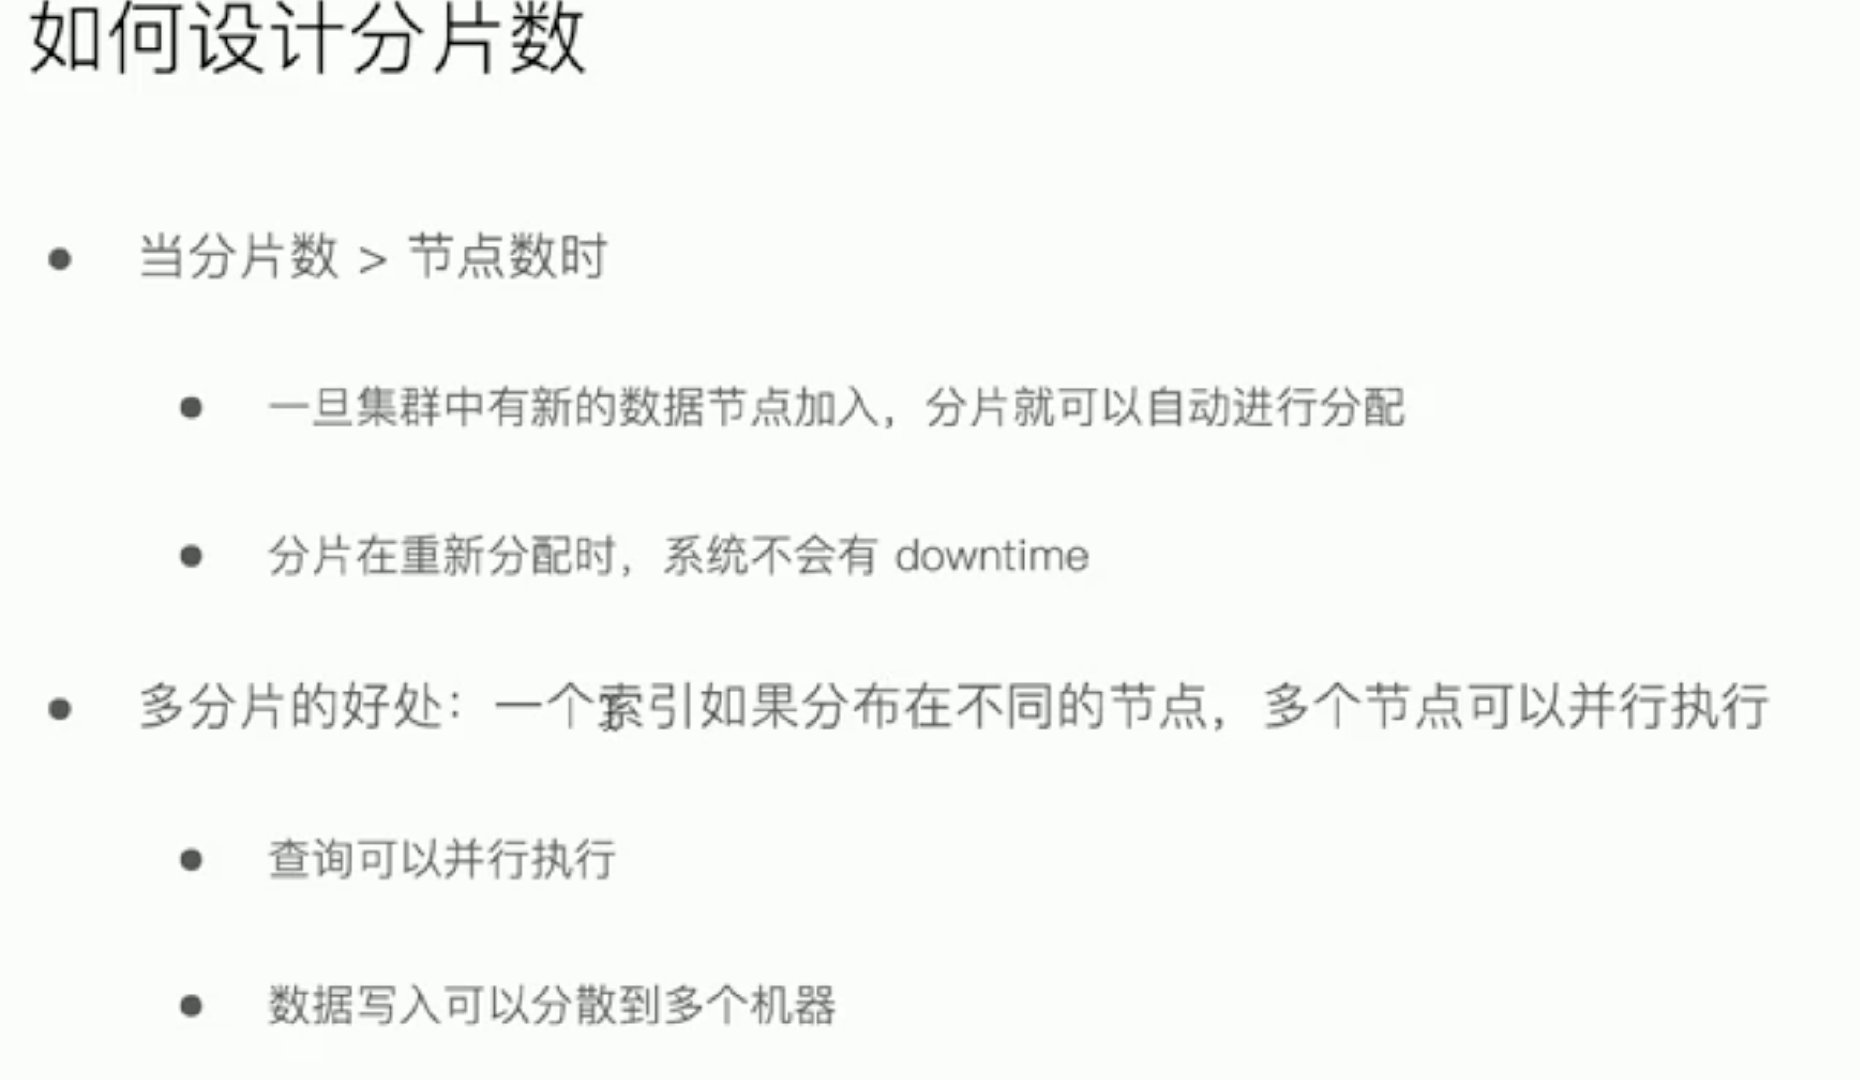 如何设计分片数
当分片数 > 节点数时
一旦集群中有新的数据节点加入，分片就可以自动进行分配
分片在重新分配时，系统不会有 downtime
多分片的好处：一个索引如果分布在不同的节点，多个节点可以并行执行
查询可以并行执行
数据写入可以分散到多个机器